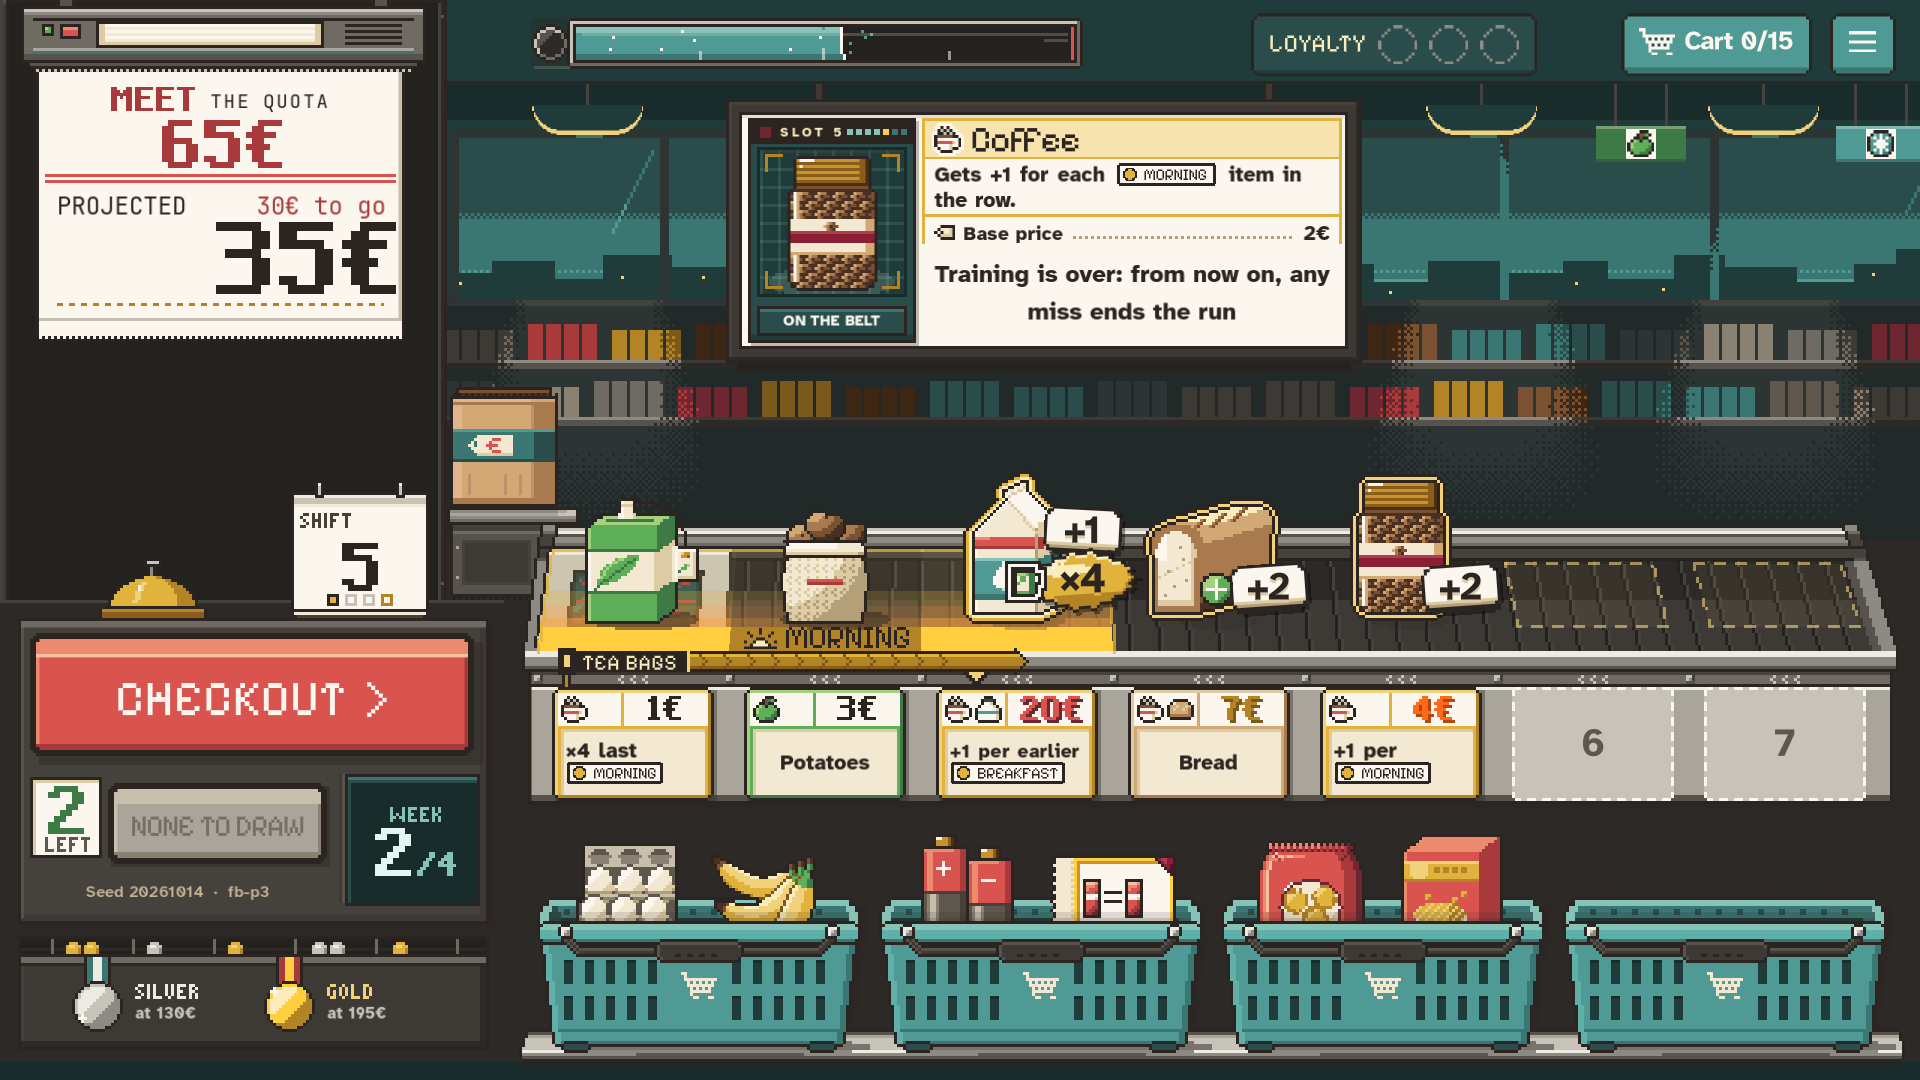 MEET THE QUOTA
65€
PROJECTED 30€ to go
35€
LOYALTY
Cart 0/15
SLOT 5
ON THE BELT
Coffee
Gets +1 for each MORNING item in
the row.
Base price 2€
Training is over: from now on, any
miss ends the run
SHIFT
5
€
CHECKOUT >
2
LEFT
NONE TO DRAW
WEEK
2/4
Seed 20261014 · fb-p3
SILVER
at 130€
GOLD
at 195€
+1
×4
+2
+2
MORNING
TEA BAGS
1€
×4 last
MORNING
3€
Potatoes
20€
+1 per earlier
BREAKFAST
7€
Bread
4€
+1 per
MORNING
6
7